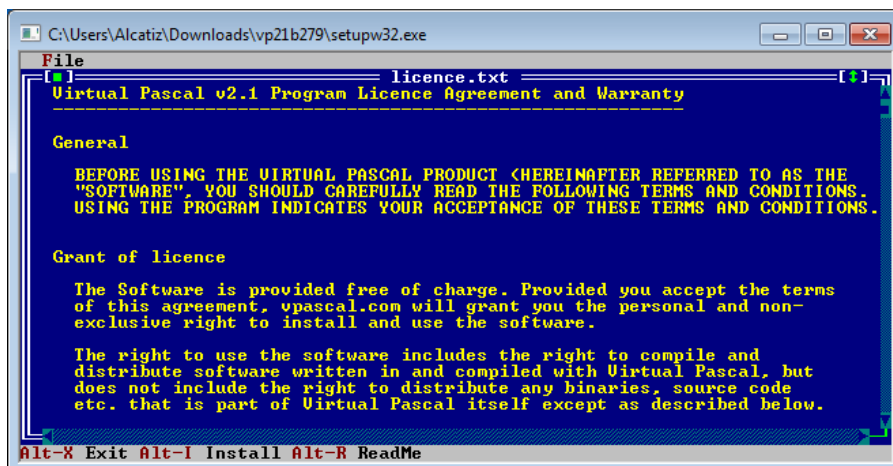 C:\Users\Alcatiz\Downloads\vp21b279\setupw32.exe
File
[■] licence.txt [↕]
Virtual Pascal v2.1 Program Licence Agreement and Warranty
----------------------------------------------------------
General
BEFORE USING THE VIRTUAL PASCAL PRODUCT (HEREINAFTER REFERRED TO AS THE
"SOFTWARE", YOU SHOULD CAREFULLY READ THE FOLLOWING TERMS AND CONDITIONS.
USING THE PROGRAM INDICATES YOUR ACCEPTANCE OF THESE TERMS AND CONDITIONS.
Grant of licence
The Software is provided free of charge. Provided you accept the terms
of this agreement, vpascal.com will grant you the personal and non-
exclusive right to install and use the software.
The right to use the software includes the right to compile and
distribute software written in and compiled with Virtual Pascal, but
does not include the right to distribute any binaries, source code
etc. that is part of Virtual Pascal itself except as described below.
Alt-X Exit Alt-I Install Alt-R ReadMe